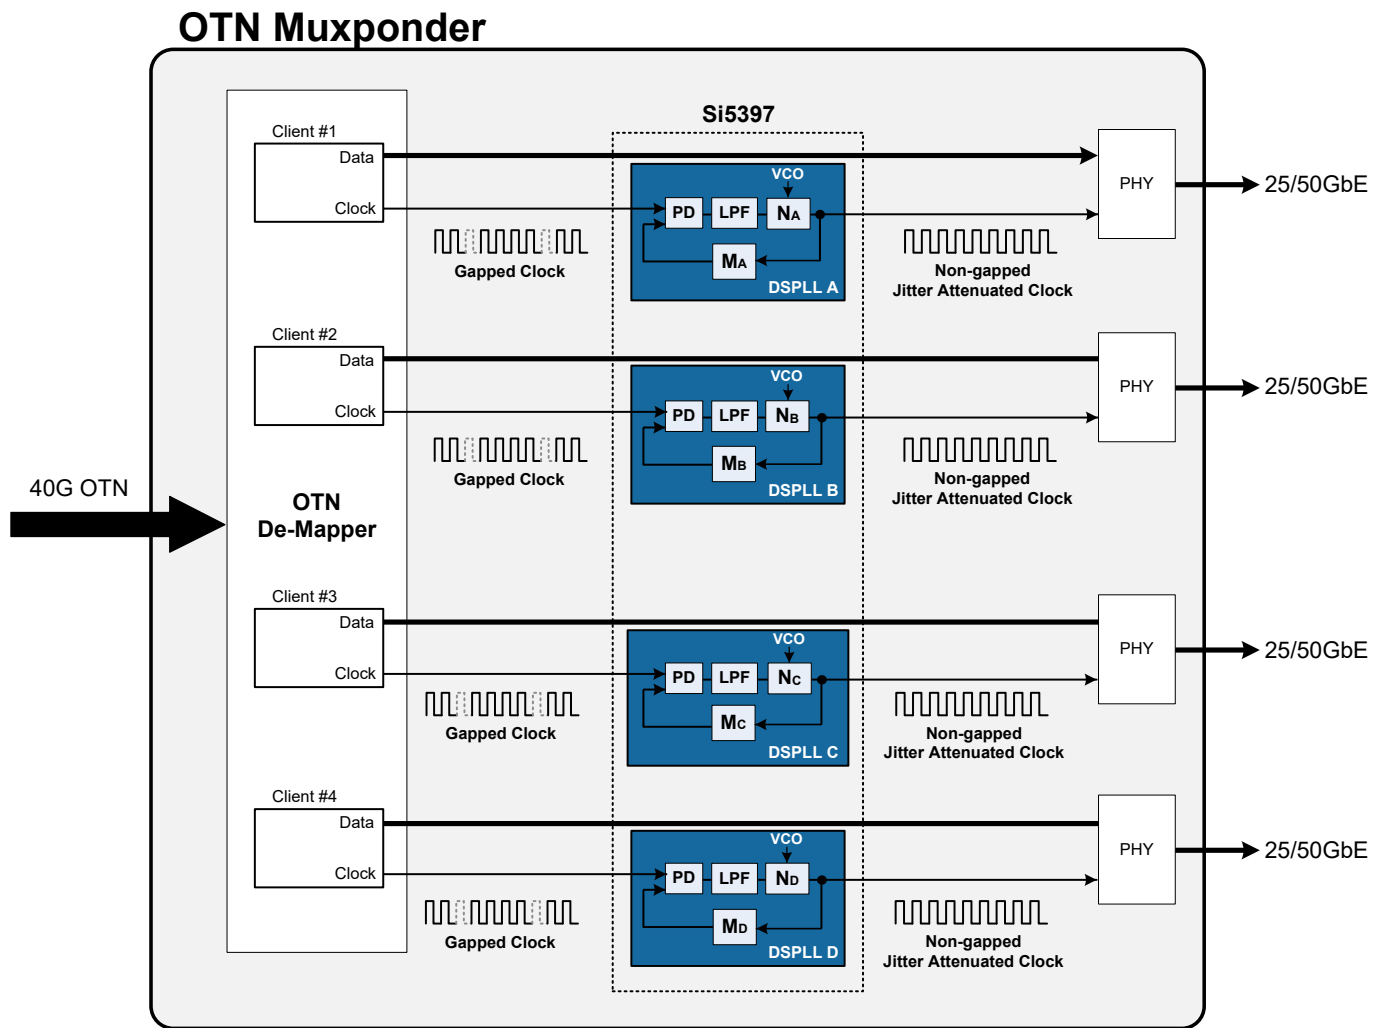 OTN Muxponder
Si5397
Client #1
Data
Clock
Gapped Clock
VCO
PD
LPF
NA
MA
DSPLL A
Non-gapped
Jitter Attenuated Clock
PHY
25/50GbE
Client #2
Data
Clock
Gapped Clock
VCO
PD
LPF
NB
MB
DSPLL B
Non-gapped
Jitter Attenuated Clock
PHY
25/50GbE
40G OTN
OTN
De-Mapper
Client #3
Data
Clock
Gapped Clock
VCO
PD
LPF
NC
MC
DSPLL C
Non-gapped
Jitter Attenuated Clock
PHY
25/50GbE
Client #4
Data
Clock
Gapped Clock
VCO
PD
LPF
ND
MD
DSPLL D
Non-gapped
Jitter Attenuated Clock
PHY
25/50GbE